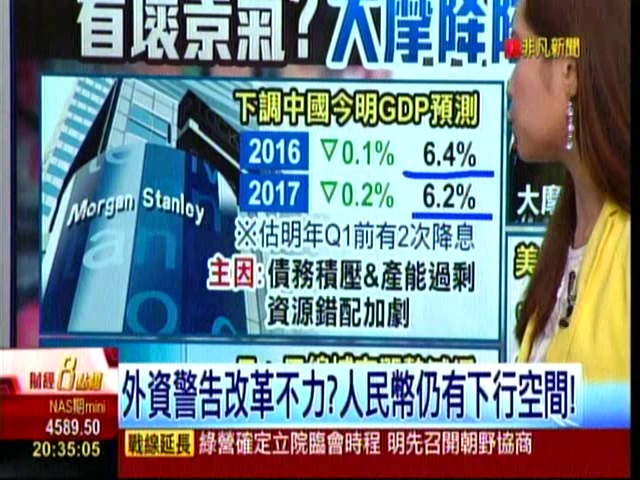 看壞景氣?大摩降
非凡新聞
下調中國今明GDP預測
2016 ▽0.1% 6.4%
2017 ▽0.2% 6.2%
※估明年Q1前有2次降息
主因:債務積壓&產能過剩
資源錯配加劇
Morgan Stanley
大摩
美
財經8點檔
外資警告改革不力?人民幣仍有下行空間!
NAS期mini
4589.50
20:35:05
戰線延長 綠營確定立院臨會時程 明先召開朝野協商